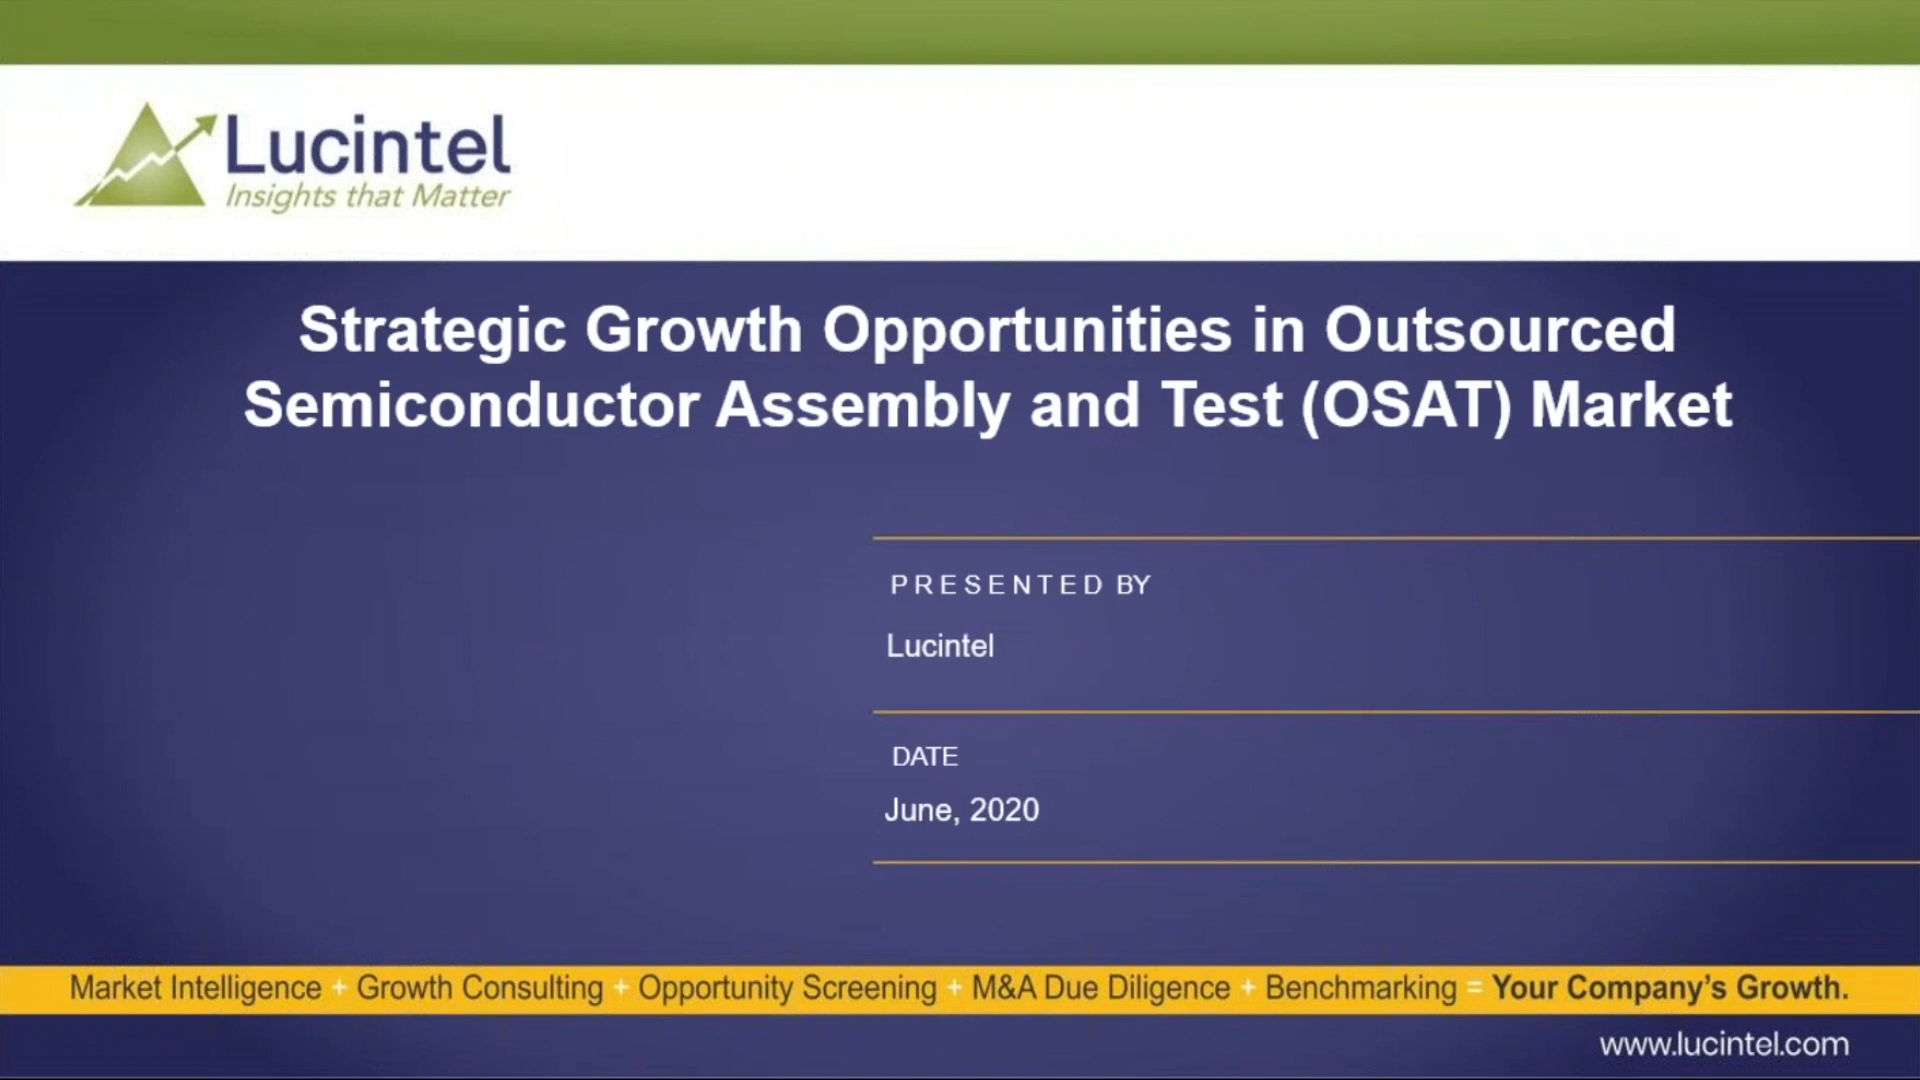 Lucintel
Insights that Matter
Strategic Growth Opportunities in Outsourced
Semiconductor Assembly and Test (OSAT) Market
PRESENTED BY
Lucintel
DATE
June, 2020
Market Intelligence + Growth Consulting + Opportunity Screening + M&A Due Diligence + Benchmarking = Your Company's Growth.
www.lucintel.com